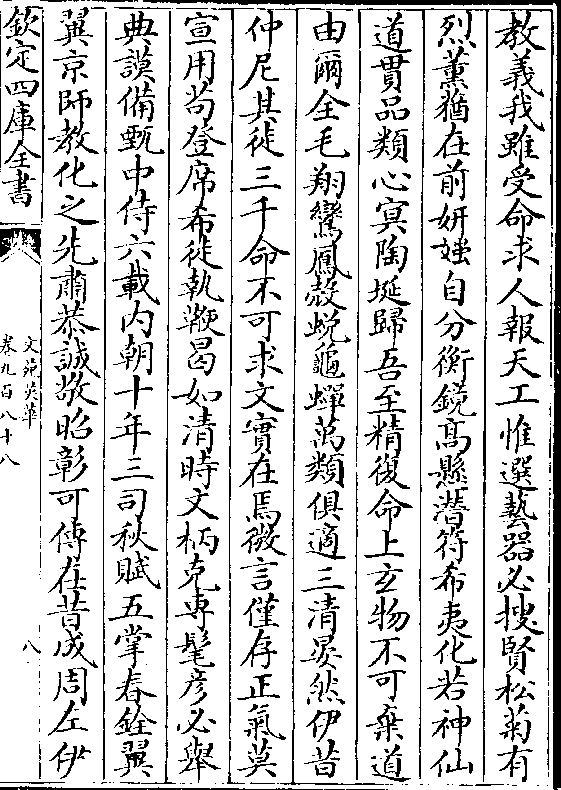 教義我雖受命求人報天工惟選藝器必搜賢松菊有
烈薰猶在前妍媸自分衡鏡高懸潛符希夷化若神仙
道貫品類心㝠陶埏歸吾至精復命上玄物不可棄道
由爾全毛翔鸞鳳殼蛻龜蟬萬類俱適三清晏然伊昔
仲尼其徒三千命不可求文實在焉微言僅存正氣莫
宣用茍登席希徒執鞭曷如清時文柄克專髦彦必舉
典謨備甄中侍六載内朝十年三司秋賦五掌春銓翼
翼京師教化之先肅恭誠敬昭彰可傳在昔成周左伊
欽定四庫全書
文苑英華
卷九百八十八
八